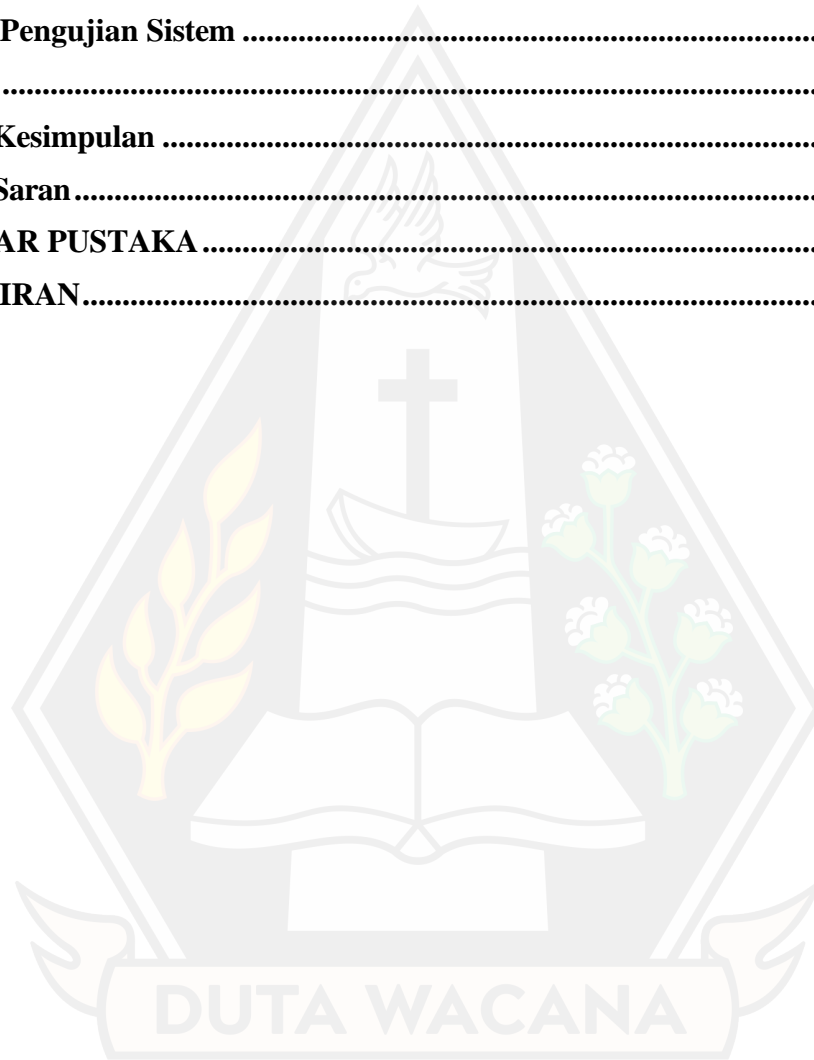 Pengujian Sistem ........................................................................
........................................................................................................
Kesimpulan ....................................................................................
Saran ................................................................................................
AR PUSTAKA ..............................................................................
IRAN ..............................................................................................
DUTA WACANA